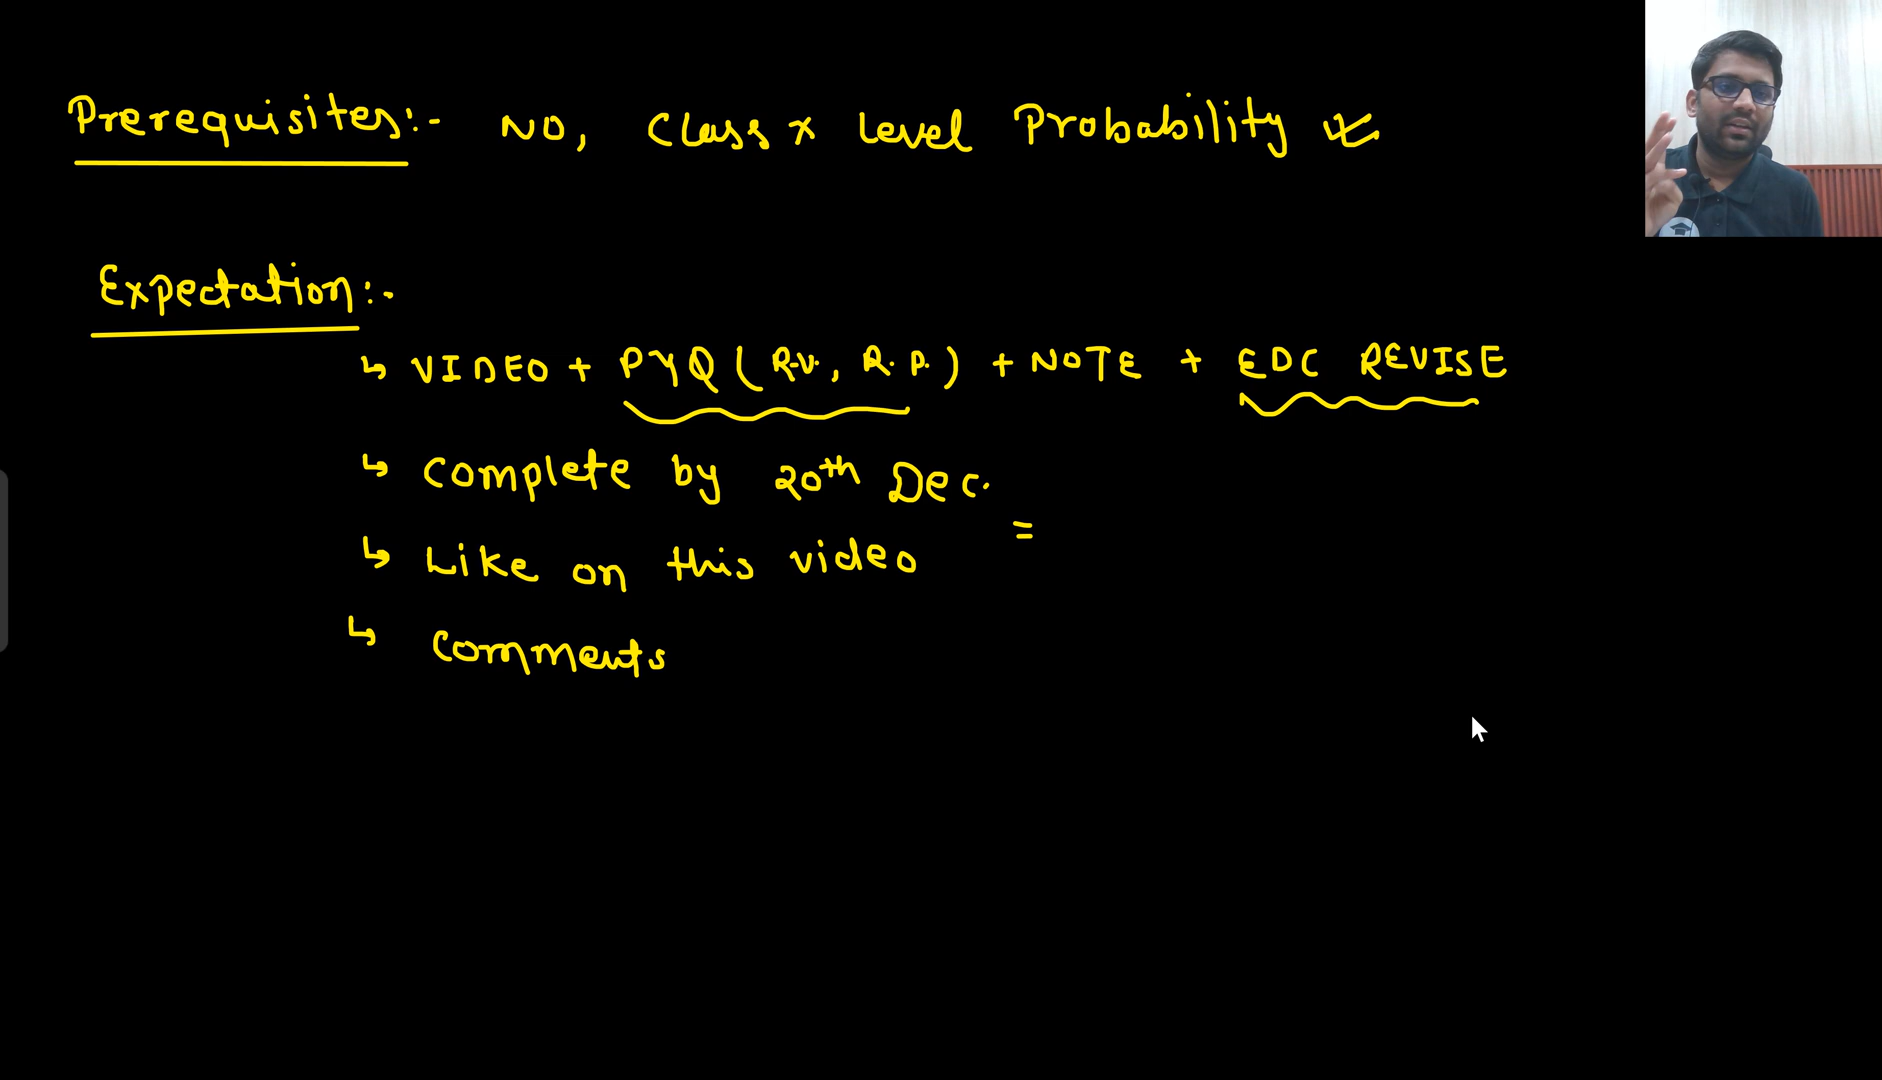 Prerequisites:- NO, Class X Level Probability
Expectation:-
↳ VIDEO + PYQ (R.V., R.P.) + NOTE + EDC REVISE
↳ Complete by 20th Dec.
↳ Like on this video
↳ Comments